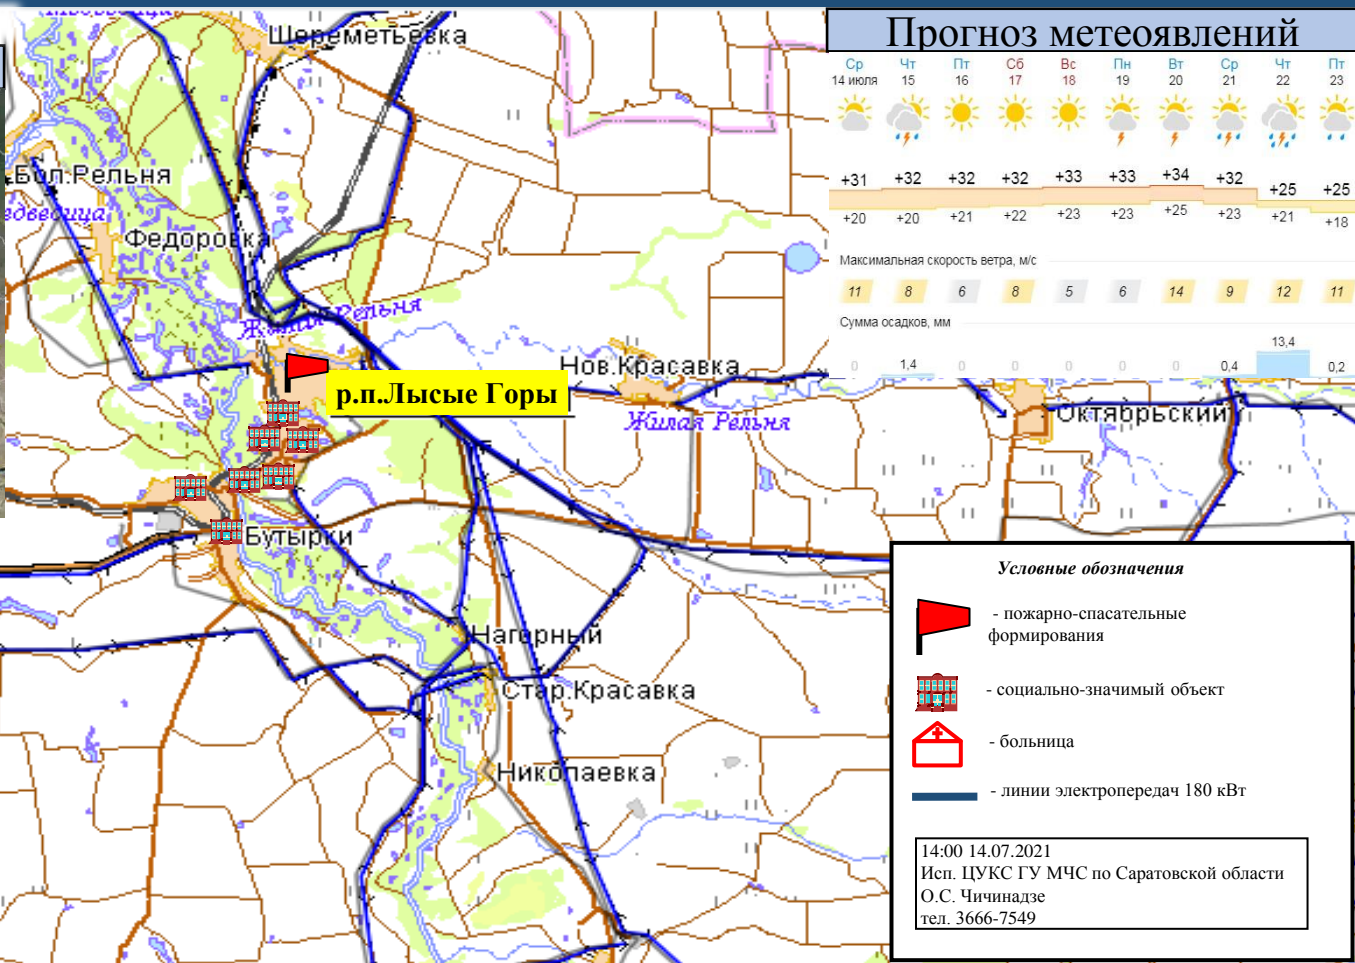 Прогноз метеоявлений
Ср Чт Пт Сб Вс Пн Вт Ср Чт Пт
14 июля 15 16 17 18 19 20 21 22 23
+31 +32 +32 +32 +33 +33 +34 +32 +25 +25
+20 +20 +21 +22 +23 +23 +25 +23 +21 +18
Максимальная скорость ветра, м/с
11 8 6 8 5 6 14 9 12 11
Сумма осадков, мм
0 1,4 0 0 0 0 0 0,4 13,4 0,2
Шереметьевка
Бол.Рельня
Федоровка
Жилая Рельня
Нов.Красавка
р.п.Лысые Горы
Жилая Рельня
Октябрьский
Бутырки
Нагорный
Стар.Красавка
Николаевка
Условные обозначения
- пожарно-спасательные
формирования
- социально-значимый объект
- больница
- линии электропередач 180 кВт
14:00 14.07.2021
Исп. ЦУКС ГУ МЧС по Саратовской области
О.С. Чичинадзе
тел. 3666-7549